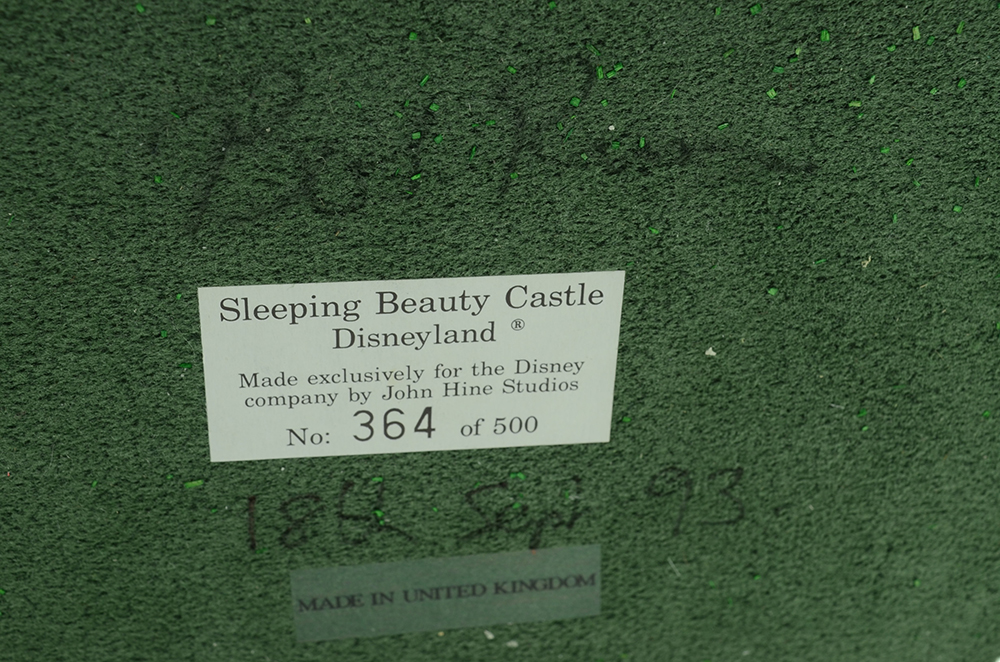 Sleeping Beauty Castle
Disneyland ®
Made exclusively for the Disney
company by John Hine Studios
No: 364 of 500
18th Sept 93
MADE IN UNITED KINGDOM